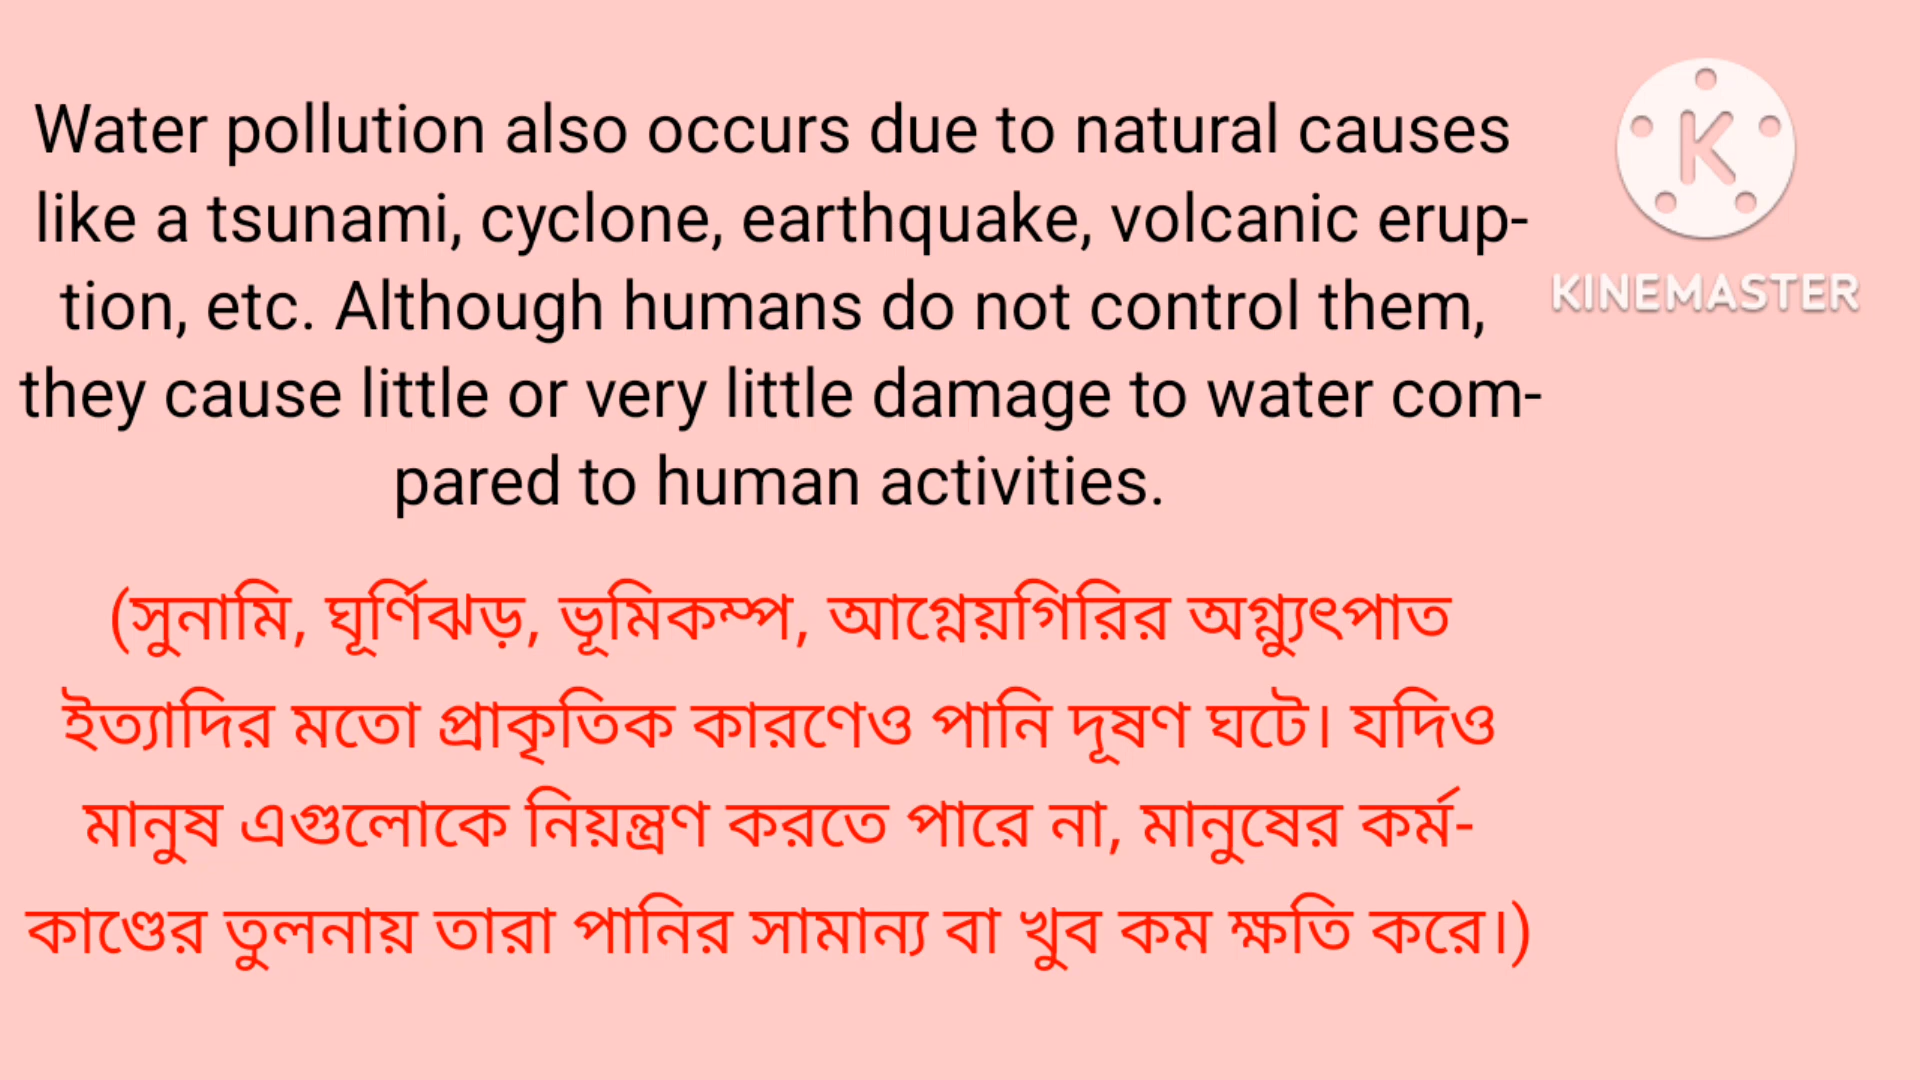 Water pollution also occurs due to natural causes
like a tsunami, cyclone, earthquake, volcanic erup-
tion, etc. Although humans do not control them,
they cause little or very little damage to water com-
pared to human activities.
(সুনামি, ঘূর্ণিঝড়, ভূমিকম্প, আগ্নেয়গিরির অগ্ন্যুৎপাত
ইত্যাদির মতো প্রাকৃতিক কারণেও পানি দূষণ ঘটে। যদিও
মানুষ এগুলোকে নিয়ন্ত্রণ করতে পারে না, মানুষের কর্ম-
কাণ্ডের তুলনায় তারা পানির সামান্য বা খুব কম ক্ষতি করে।)
K
KINEMASTER